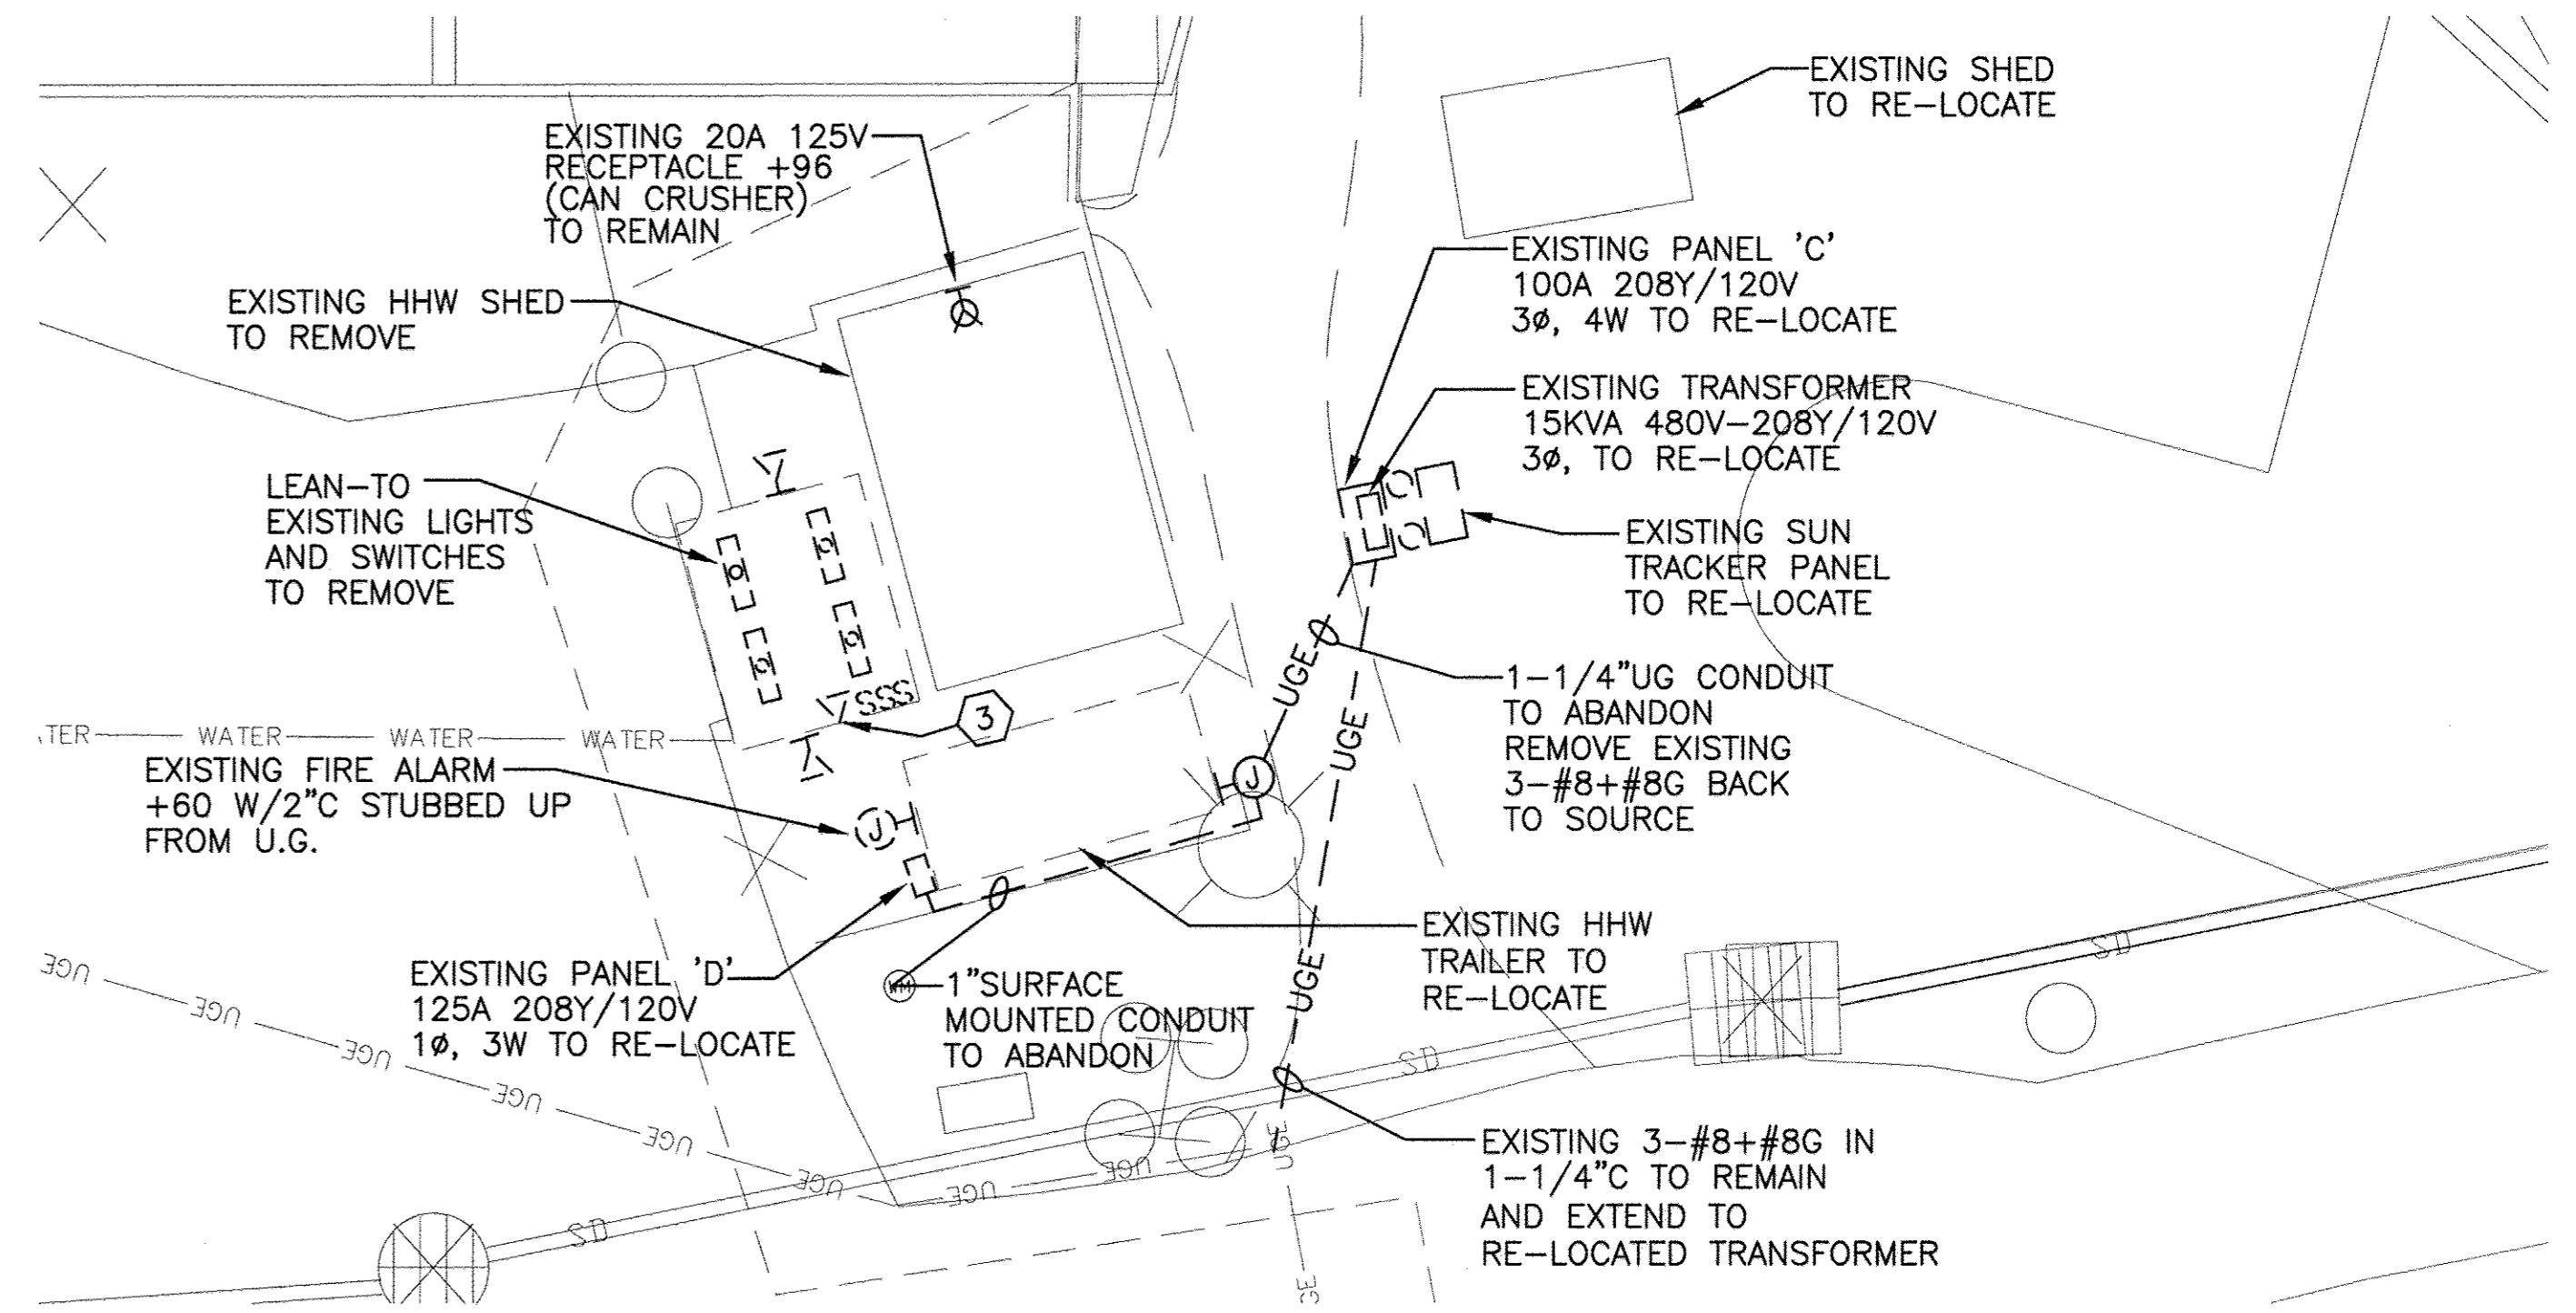 EXISTING SHED
TO RE-LOCATE
EXISTING 20A 125V
RECEPTACLE +96
(CAN CRUSHER)
TO REMAIN
EXISTING HHW SHED
TO REMOVE
EXISTING PANEL 'C'
100A 208Y/120V
3ø, 4W TO RE-LOCATE
EXISTING TRANSFORMER
15KVA 480V-208Y/120V
3ø, TO RE-LOCATE
LEAN-TO
EXISTING LIGHTS
AND SWITCHES
TO REMOVE
EXISTING SUN
TRACKER PANEL
TO RE-LOCATE
UGE
UGE
1-1/4"UG CONDUIT
TO ABANDON
REMOVE EXISTING
3-#8+#8G BACK
TO SOURCE
SSS
3
TER WATER WATER WATER
J
EXISTING FIRE ALARM
+60 W/2"C STUBBED UP
FROM U.G.
J
EXISTING HHW
TRAILER TO
RE-LOCATE
EXISTING PANEL 'D'
125A 208Y/120V
1ø, 3W TO RE-LOCATE
1"SURFACE
MOUNTED CONDUIT
TO ABANDON
UGE
SD
SD
SD
UGE UGE UGE UGE UGE UGE UGE UGE
UGE
GE
EXISTING 3-#8+#8G IN
1-1/4"C TO REMAIN
AND EXTEND TO
RE-LOCATED TRANSFORMER